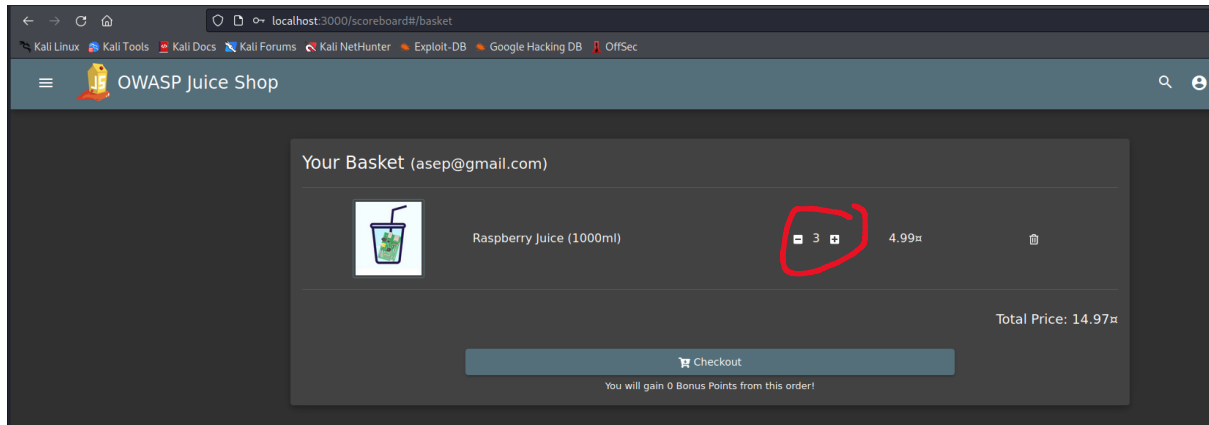 localhost:3000/scoreboard#/basket
Kali Linux Kali Tools Kali Docs Kali Forums Kali NetHunter Exploit-DB Google Hacking DB OffSec
OWASP Juice Shop
Your Basket (asep@gmail.com)
Raspberry Juice (1000ml) 3 4.99¤
Total Price: 14.97¤
Checkout
You will gain 0 Bonus Points from this order!